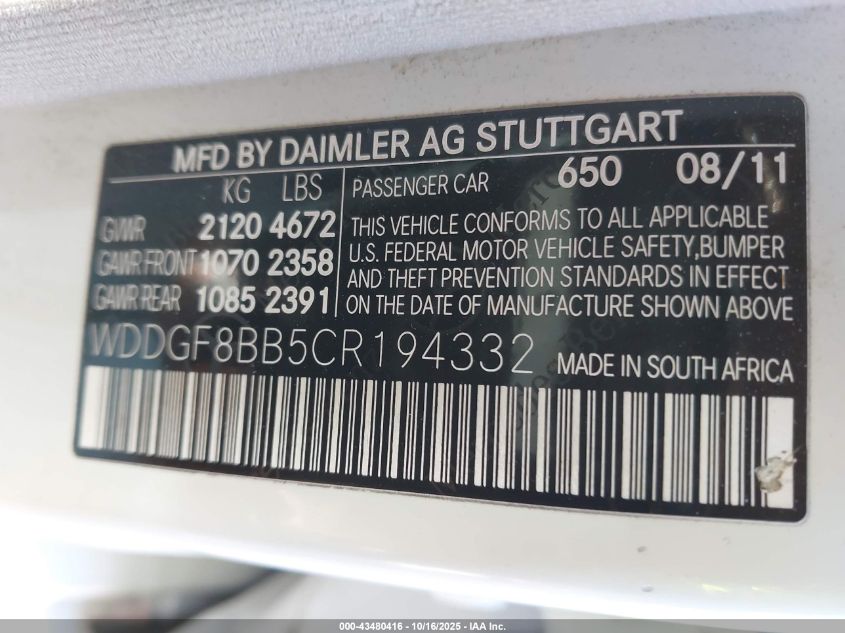 MFD BY DAIMLER AG STUTTGART
KG LBS
GWR 2120 4672
GAWR FRONT 1070 2358
GAWR REAR 1085 2391
PASSENGER CAR 650 08/11
THIS VEHICLE CONFORMS TO ALL APPLICABLE
U.S. FEDERAL MOTOR VEHICLE SAFETY, BUMPER
AND THEFT PREVENTION STANDARDS IN EFFECT
ON THE DATE OF MANUFACTURE SHOWN ABOVE
WDDGF8BB5CR194332 MADE IN SOUTH AFRICA
000-43480416 - 10/16/2025 - IAA Inc.